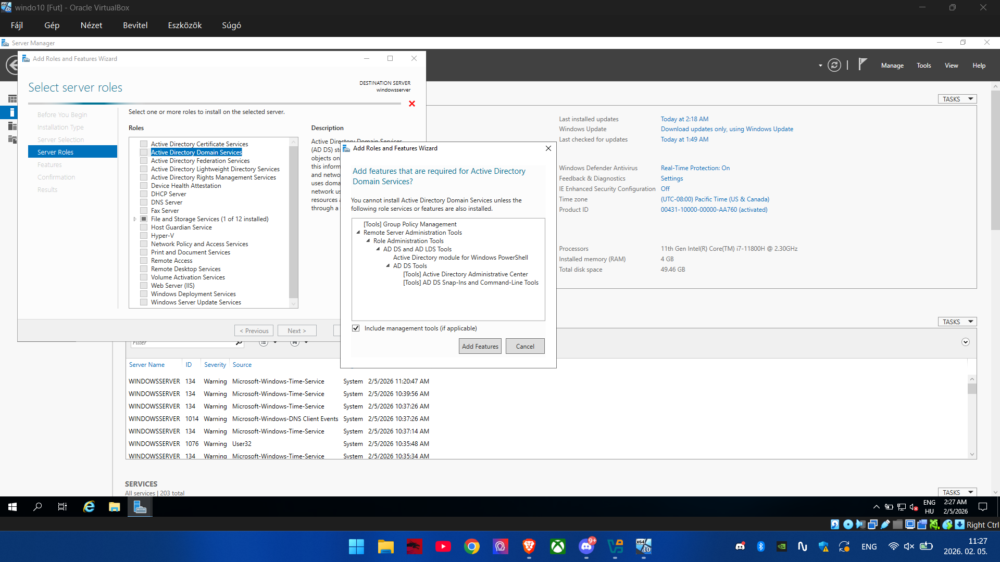 windo10 [Fut] - Oracle VirtualBox
Fájl Gép Nézet Bevitel Eszközök Súgó
Server Manager
Manage Tools View Help
Add Roles and Features Wizard
Select server roles
DESTINATION SERVER
windowsserver
Before You Begin
Installation Type
Server Selection
Server Roles
Features
Confirmation
Results
Select one or more roles to install on the selected server.
Roles
Active Directory Certificate Services
Active Directory Domain Services
Active Directory Federation Services
Active Directory Lightweight Directory Services
Active Directory Rights Management Services
Device Health Attestation
DHCP Server
DNS Server
Fax Server
File and Storage Services (1 of 12 installed)
Host Guardian Service
Hyper-V
Network Policy and Access Services
Print and Document Services
Remote Access
Remote Desktop Services
Volume Activation Services
Web Server (IIS)
Windows Deployment Services
Windows Server Update Services
Description
Active Directory Domain Services
(AD DS) st
objects on
this inform
and netwo
uses doma
network us
resources a
through a
< Previous Next >
Add Roles and Features Wizard
Add features that are required for Active Directory
Domain Services?
You cannot install Active Directory Domain Services unless the
following role services or features are also installed.
[Tools] Group Policy Management
Remote Server Administration Tools
Role Administration Tools
AD DS and AD LDS Tools
Active Directory module for Windows PowerShell
AD DS Tools
[Tools] Active Directory Administrative Center
[Tools] AD DS Snap-Ins and Command-Line Tools
Include management tools (if applicable)
Add Features Cancel
TASKS
Last installed updates Today at 2:18 AM
Windows Update Download updates only, using Windows Update
Last checked for updates Today at 1:49 AM
Windows Defender Antivirus Real-Time Protection: On
Feedback & Diagnostics Settings
IE Enhanced Security Configuration Off
Time zone (UTC-08:00) Pacific Time (US & Canada)
Product ID 00431-10000-00000-AA760 (activated)
Processors 11th Gen Intel(R) Core(TM) i7-11800H @ 2.30GHz
Installed memory (RAM) 4 GB
Total disk space 49.46 GB
TASKS
Filter
Server Name ID Severity Source
WINDOWSSERVER 134 Warning Microsoft-Windows-Time-Service System 2/5/2026 11:20:47 AM
WINDOWSSERVER 134 Warning Microsoft-Windows-Time-Service System 2/5/2026 10:39:56 AM
WINDOWSSERVER 134 Warning Microsoft-Windows-Time-Service System 2/5/2026 10:37:26 AM
WINDOWSSERVER 1014 Warning Microsoft-Windows-DNS Client Events System 2/5/2026 10:37:26 AM
WINDOWSSERVER 134 Warning Microsoft-Windows-Time-Service System 2/5/2026 10:37:14 AM
WINDOWSSERVER 1076 Warning User32 System 2/5/2026 10:35:48 AM
WINDOWSSERVER 134 Warning Microsoft-Windows-Time-Service System 2/5/2026 10:35:34 AM
SERVICES
All services | 203 total
TASKS
ENG
HU
2:27 AM
2/5/2026
Right Ctrl
x64
10
9+
ENG
11:27
2026. 02. 05.